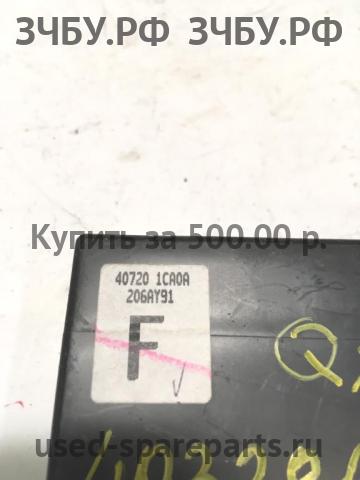 ЗЧБУ.РФ ЗЧБУ.РФ
Купить за 500.00 р.
40720 1CA0A
206AY91
F
used-spareparts.ru